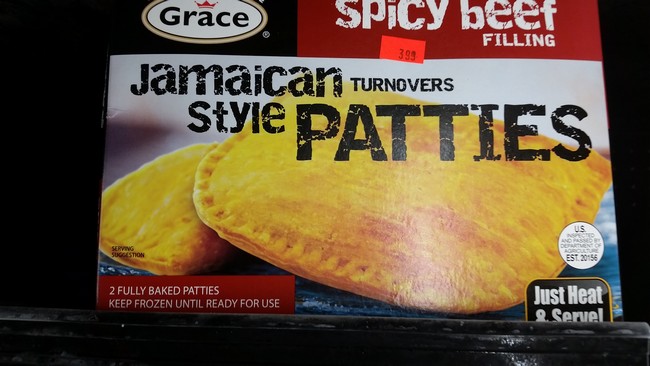 Grace
®
®
spicy beef
FILLING
399
Jamaican TURNOVERS
style PATTIES
SERVING
SUGGESTION
U.S.
INSPECTED
AND PASSED BY
DEPARTMENT OF
AGRICULTURE
EST. 20156
2 FULLY BAKED PATTIES
KEEP FROZEN UNTIL READY FOR USE
Just Heat
& Serve!